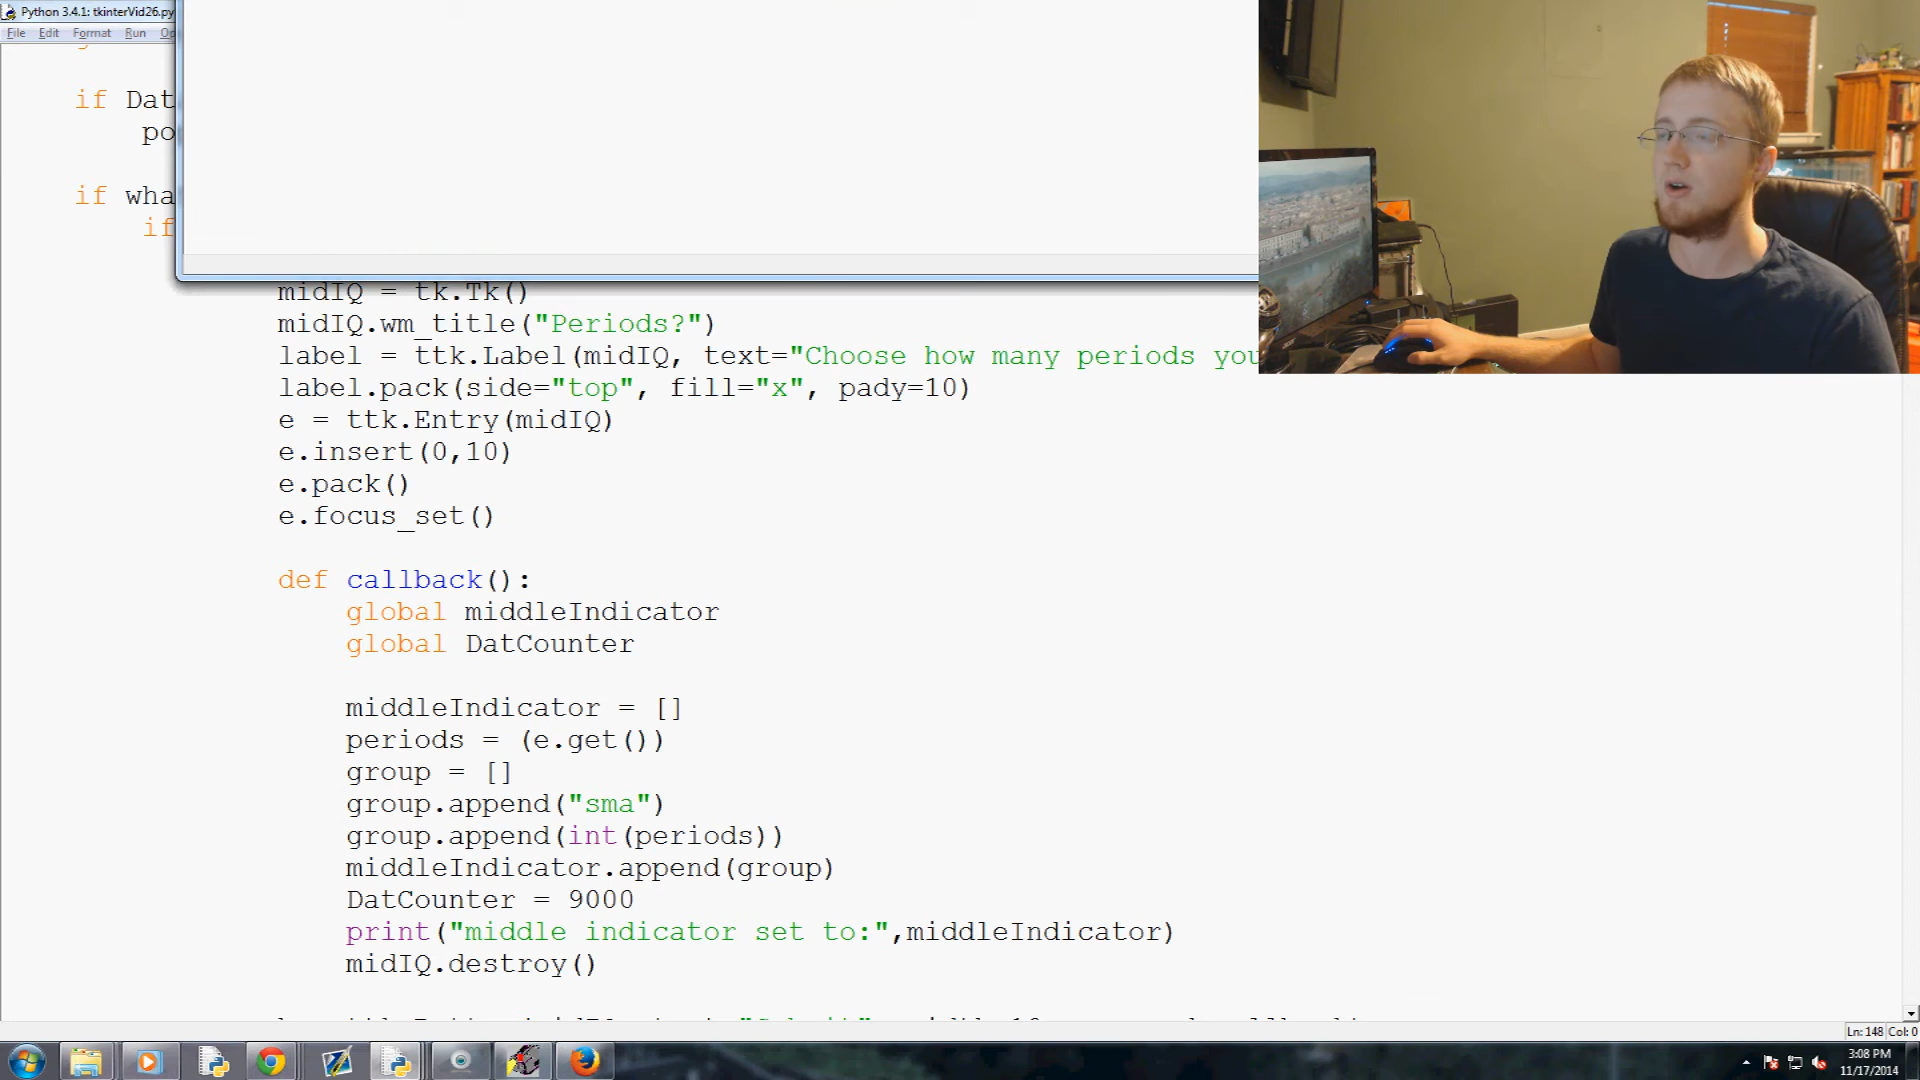 Python 3.4.1: tkinterVid26.py
File Edit Format Run Op
if Dat
po
if wha
if
midIQ = tk.Tk()
midIQ.wm_title("Periods?")
label = ttk.Label(midIQ, text="Choose how many periods you
label.pack(side="top", fill="x", pady=10)
e = ttk.Entry(midIQ)
e.insert(0,10)
e.pack()
e.focus_set()
def callback():
global middleIndicator
global DatCounter
middleIndicator = []
periods = (e.get())
group = []
group.append("sma")
group.append(int(periods))
middleIndicator.append(group)
DatCounter = 9000
print("middle indicator set to:",middleIndicator)
midIQ.destroy()
Ln: 148 Col: 0
3:08 PM
11/17/2014